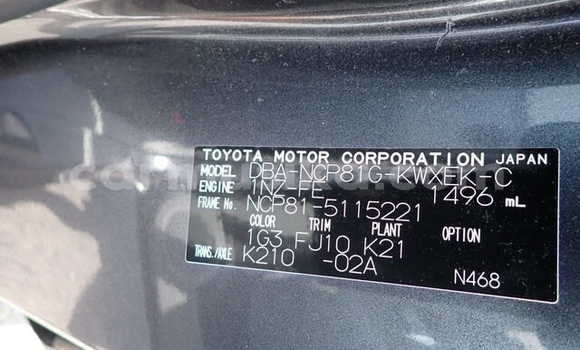 TOYOTA MOTOR CORPORATION JAPAN
MODEL DBA-NCP81G-KWXEK-C
ENGINE 1NZ-FE 1496 mL
FRAME No. NCP81-5115221
COLOR TRIM PLANT OPTION
1G3 FJ10 K21
TRANS./AXLE K210 -02A
N468